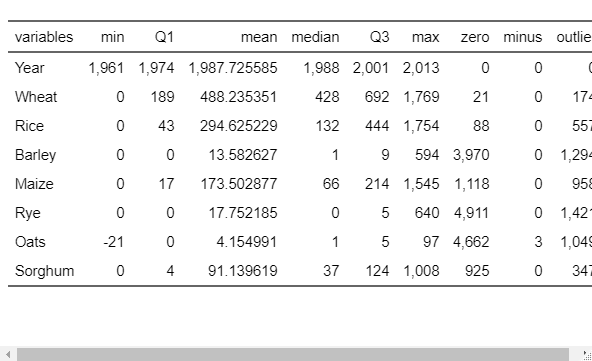 variables min Q1 mean median Q3 max zero minus outlie
Year 1,961 1,974 1,987.725585 1,988 2,001 2,013 0 0
Wheat 0 189 488.235351 428 692 1,769 21 0 174
Rice 0 43 294.625229 132 444 1,754 88 0 557
Barley 0 0 13.582627 1 9 594 3,970 0 1,294
Maize 0 17 173.502877 66 214 1,545 1,118 0 958
Rye 0 0 17.752185 0 5 640 4,911 0 1,421
Oats -21 0 4.154991 1 5 97 4,662 3 1,049
Sorghum 0 4 91.139619 37 124 1,008 925 0 347